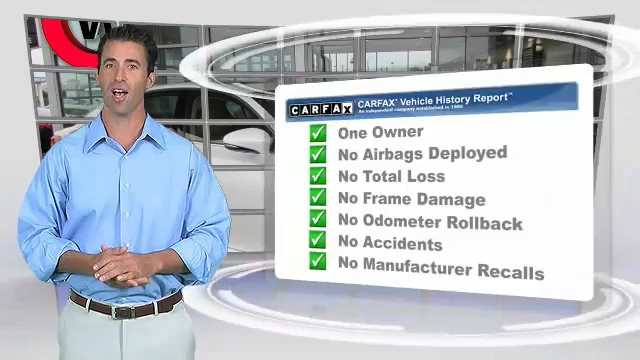 CARFAX CARFAX Vehicle History Report™
An independent company established in 1986
One Owner
No Airbags Deployed
No Total Loss
No Frame Damage
No Odometer Rollback
No Accidents
No Manufacturer Recalls